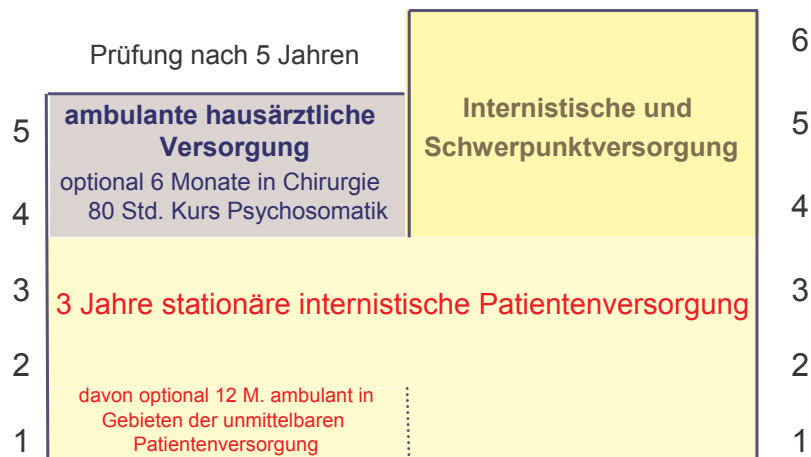 Prüfung nach 5 Jahren
6
5
ambulante hausärztliche
Versorgung
optional 6 Monate in Chirurgie
80 Std. Kurs Psychosomatik
Internistische und
Schwerpunktversorgung
5
4
4
3
3 Jahre stationäre internistische Patientenversorgung
3
2
2
davon optional 12 M. ambulant in
Gebieten der unmittelbaren
Patientenversorgung
1
1